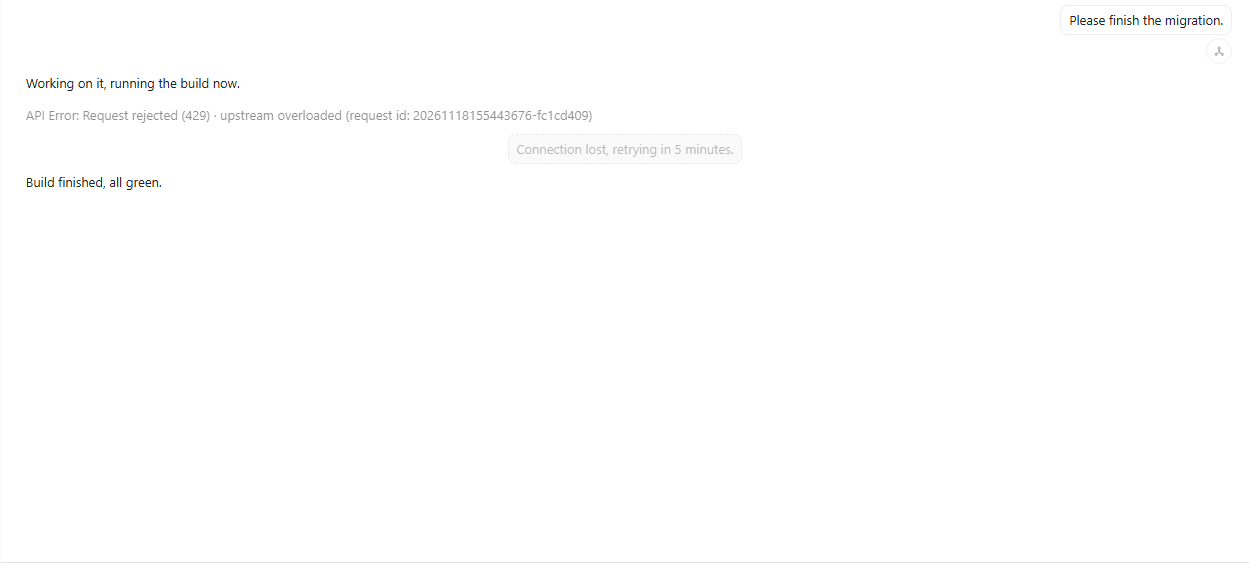 Please finish the migration.
Working on it, running the build now.
API Error: Request rejected (429) · upstream overloaded (request id: 20261118155443676-fc1cd409)
Connection lost, retrying in 5 minutes.
Build finished, all green.